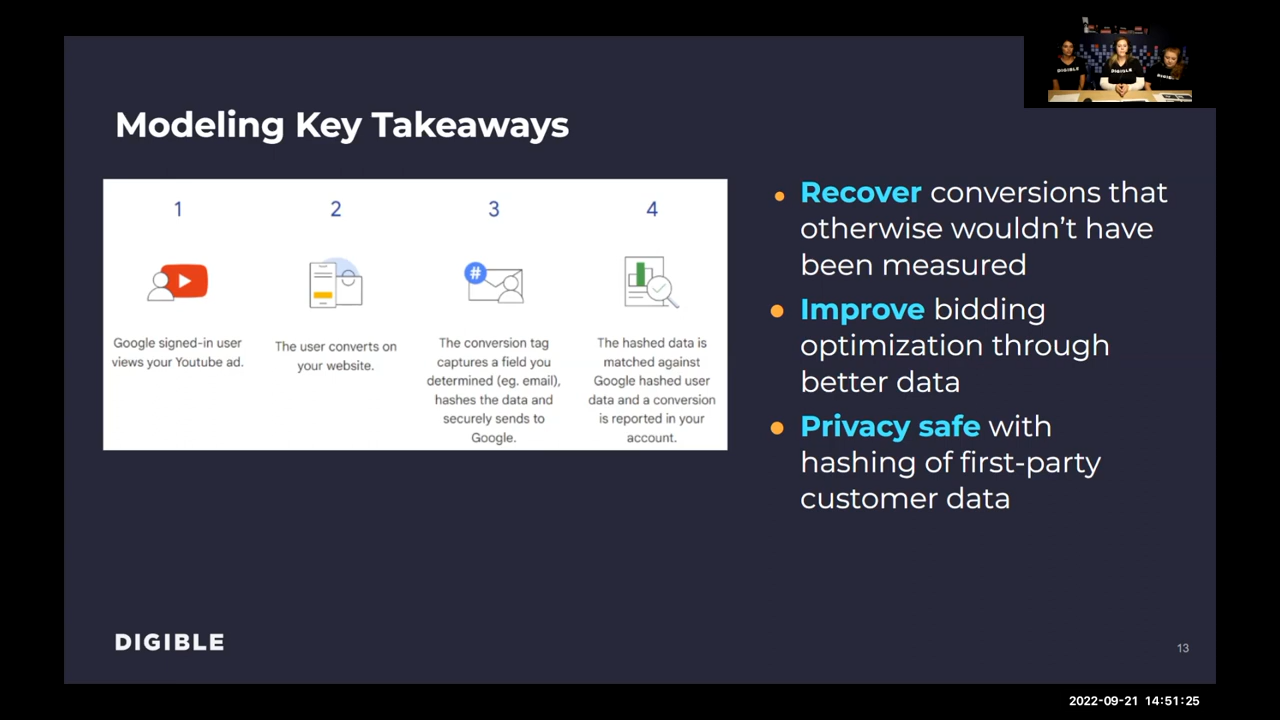 DIGIBLE
DIGIBLE
DIGIBLE
Modeling Key Takeaways
1
2
3
4
#
Google signed-in user
views your Youtube ad.
The user converts on
your website.
The conversion tag
captures a field you
determined (eg. email),
hashes the data and
securely sends to
Google.
The hashed data is
matched against
Google hashed user
data and a conversion
is reported in your
account.
Recover conversions that
otherwise wouldn't have
been measured
Improve bidding
optimization through
better data
Privacy safe with
hashing of first-party
customer data
DIGIBLE
13
2022-09-21 14:51:25